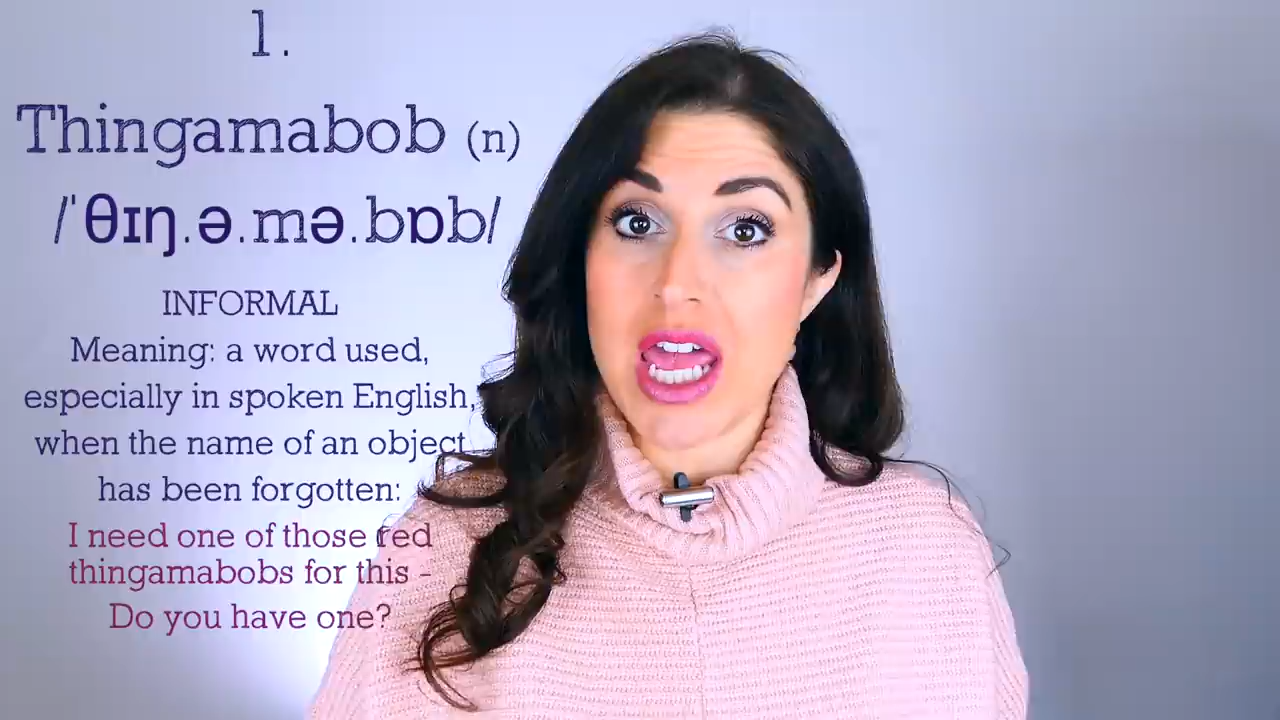 1.
Thingamabob (n)
/ˈθɪŋ.ə.mə.bɒb/
INFORMAL
Meaning: a word used,
especially in spoken English,
when the name of an object
has been forgotten:
I need one of those red
thingamabobs for this -
Do you have one?